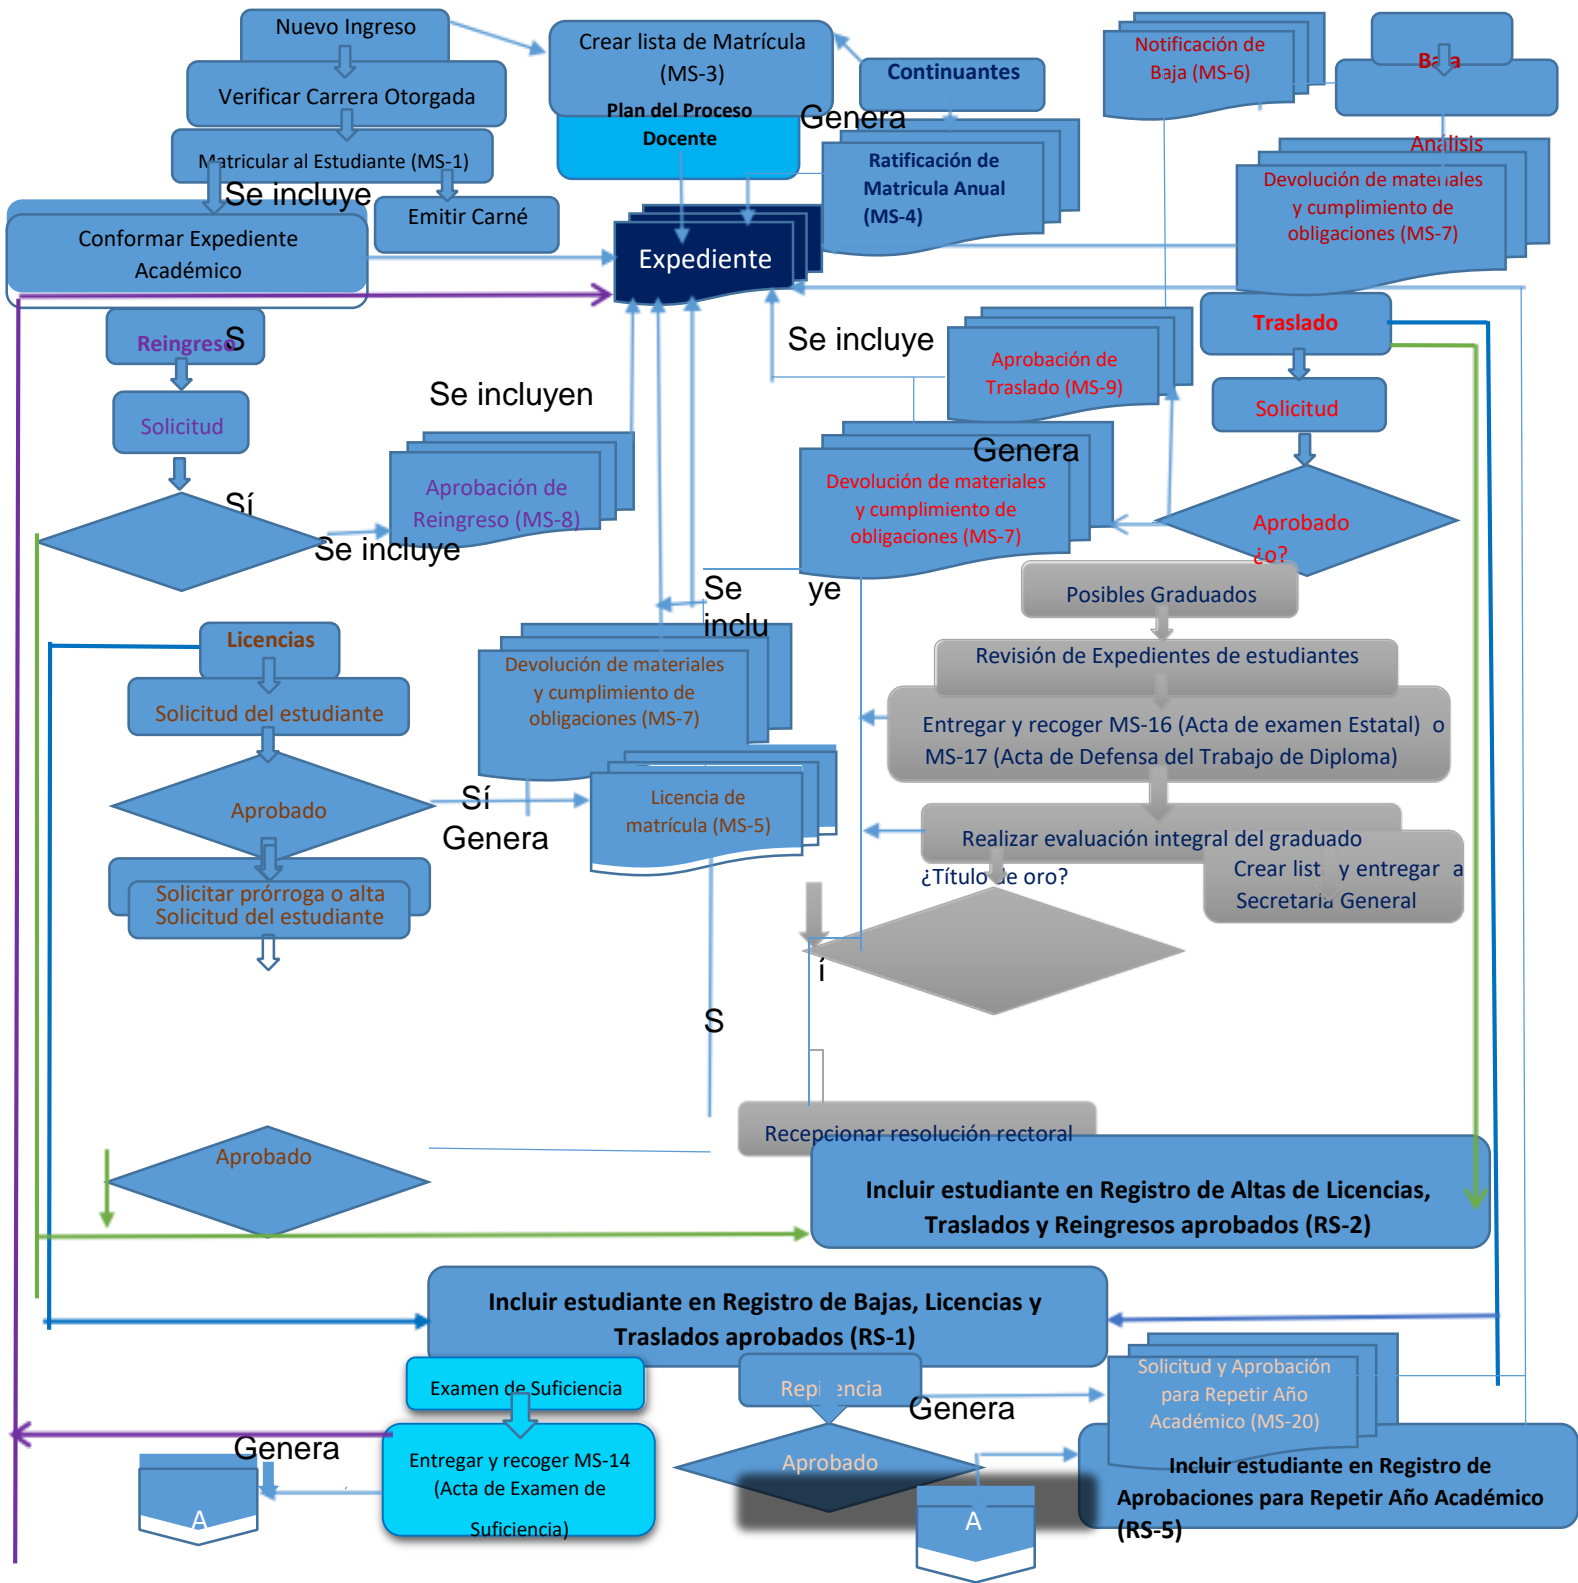 Nuevo Ingreso
Verificar Carrera Otorgada
Matricular al Estudiante (MS-1)
Se incluye
Emitir Carné
Conformar Expediente
Académico
Crear lista de Matrícula
(MS-3)
Plan del Proceso
Docente
Continuantes
Genera
Ratificación de
Matricula Anual
(MS-4)
Expediente
Notificación de
Baja (MS-6)
Baja
Análisis
Devolución de materiales
y cumplimiento de
obligaciones (MS-7)
Reingreso
S
Solicitud
Sí
Se incluye
Se incluyen
Aprobación de
Reingreso (MS-8)
Se incluye
Aprobación de
Traslado (MS-9)
Genera
Devolución de materiales
y cumplimiento de
obligaciones (MS-7)
Traslado
Solicitud
Aprobado
¿o?
Se
inclu
ye
Licencias
Solicitud del estudiante
Aprobado
Sí
Genera
Devolución de materiales
y cumplimiento de
obligaciones (MS-7)
Licencia de
matrícula (MS-5)
Solicitar prórroga o alta
Solicitud del estudiante
S
Aprobado
Posibles Graduados
Revisión de Expedientes de estudiantes
Entregar y recoger MS-16 (Acta de examen Estatal) o
MS-17 (Acta de Defensa del Trabajo de Diploma)
Realizar evaluación integral del graduado
¿Título de oro?
Crear lista y entregar a
Secretaría General
í
Recepcionar resolución rectoral
Incluir estudiante en Registro de Altas de Licencias,
Traslados y Reingresos aprobados (RS-2)
Incluir estudiante en Registro de Bajas, Licencias y
Traslados aprobados (RS-1)
Examen de Suficiencia
Entregar y recoger MS-14
(Acta de Examen de
Suficiencia)
Genera
A
Repitencia
Genera
Aprobado
Solicitud y Aprobación
para Repetir Año
Académico (MS-20)
Incluir estudiante en Registro de
Aprobaciones para Repetir Año Académico
(RS-5)
A